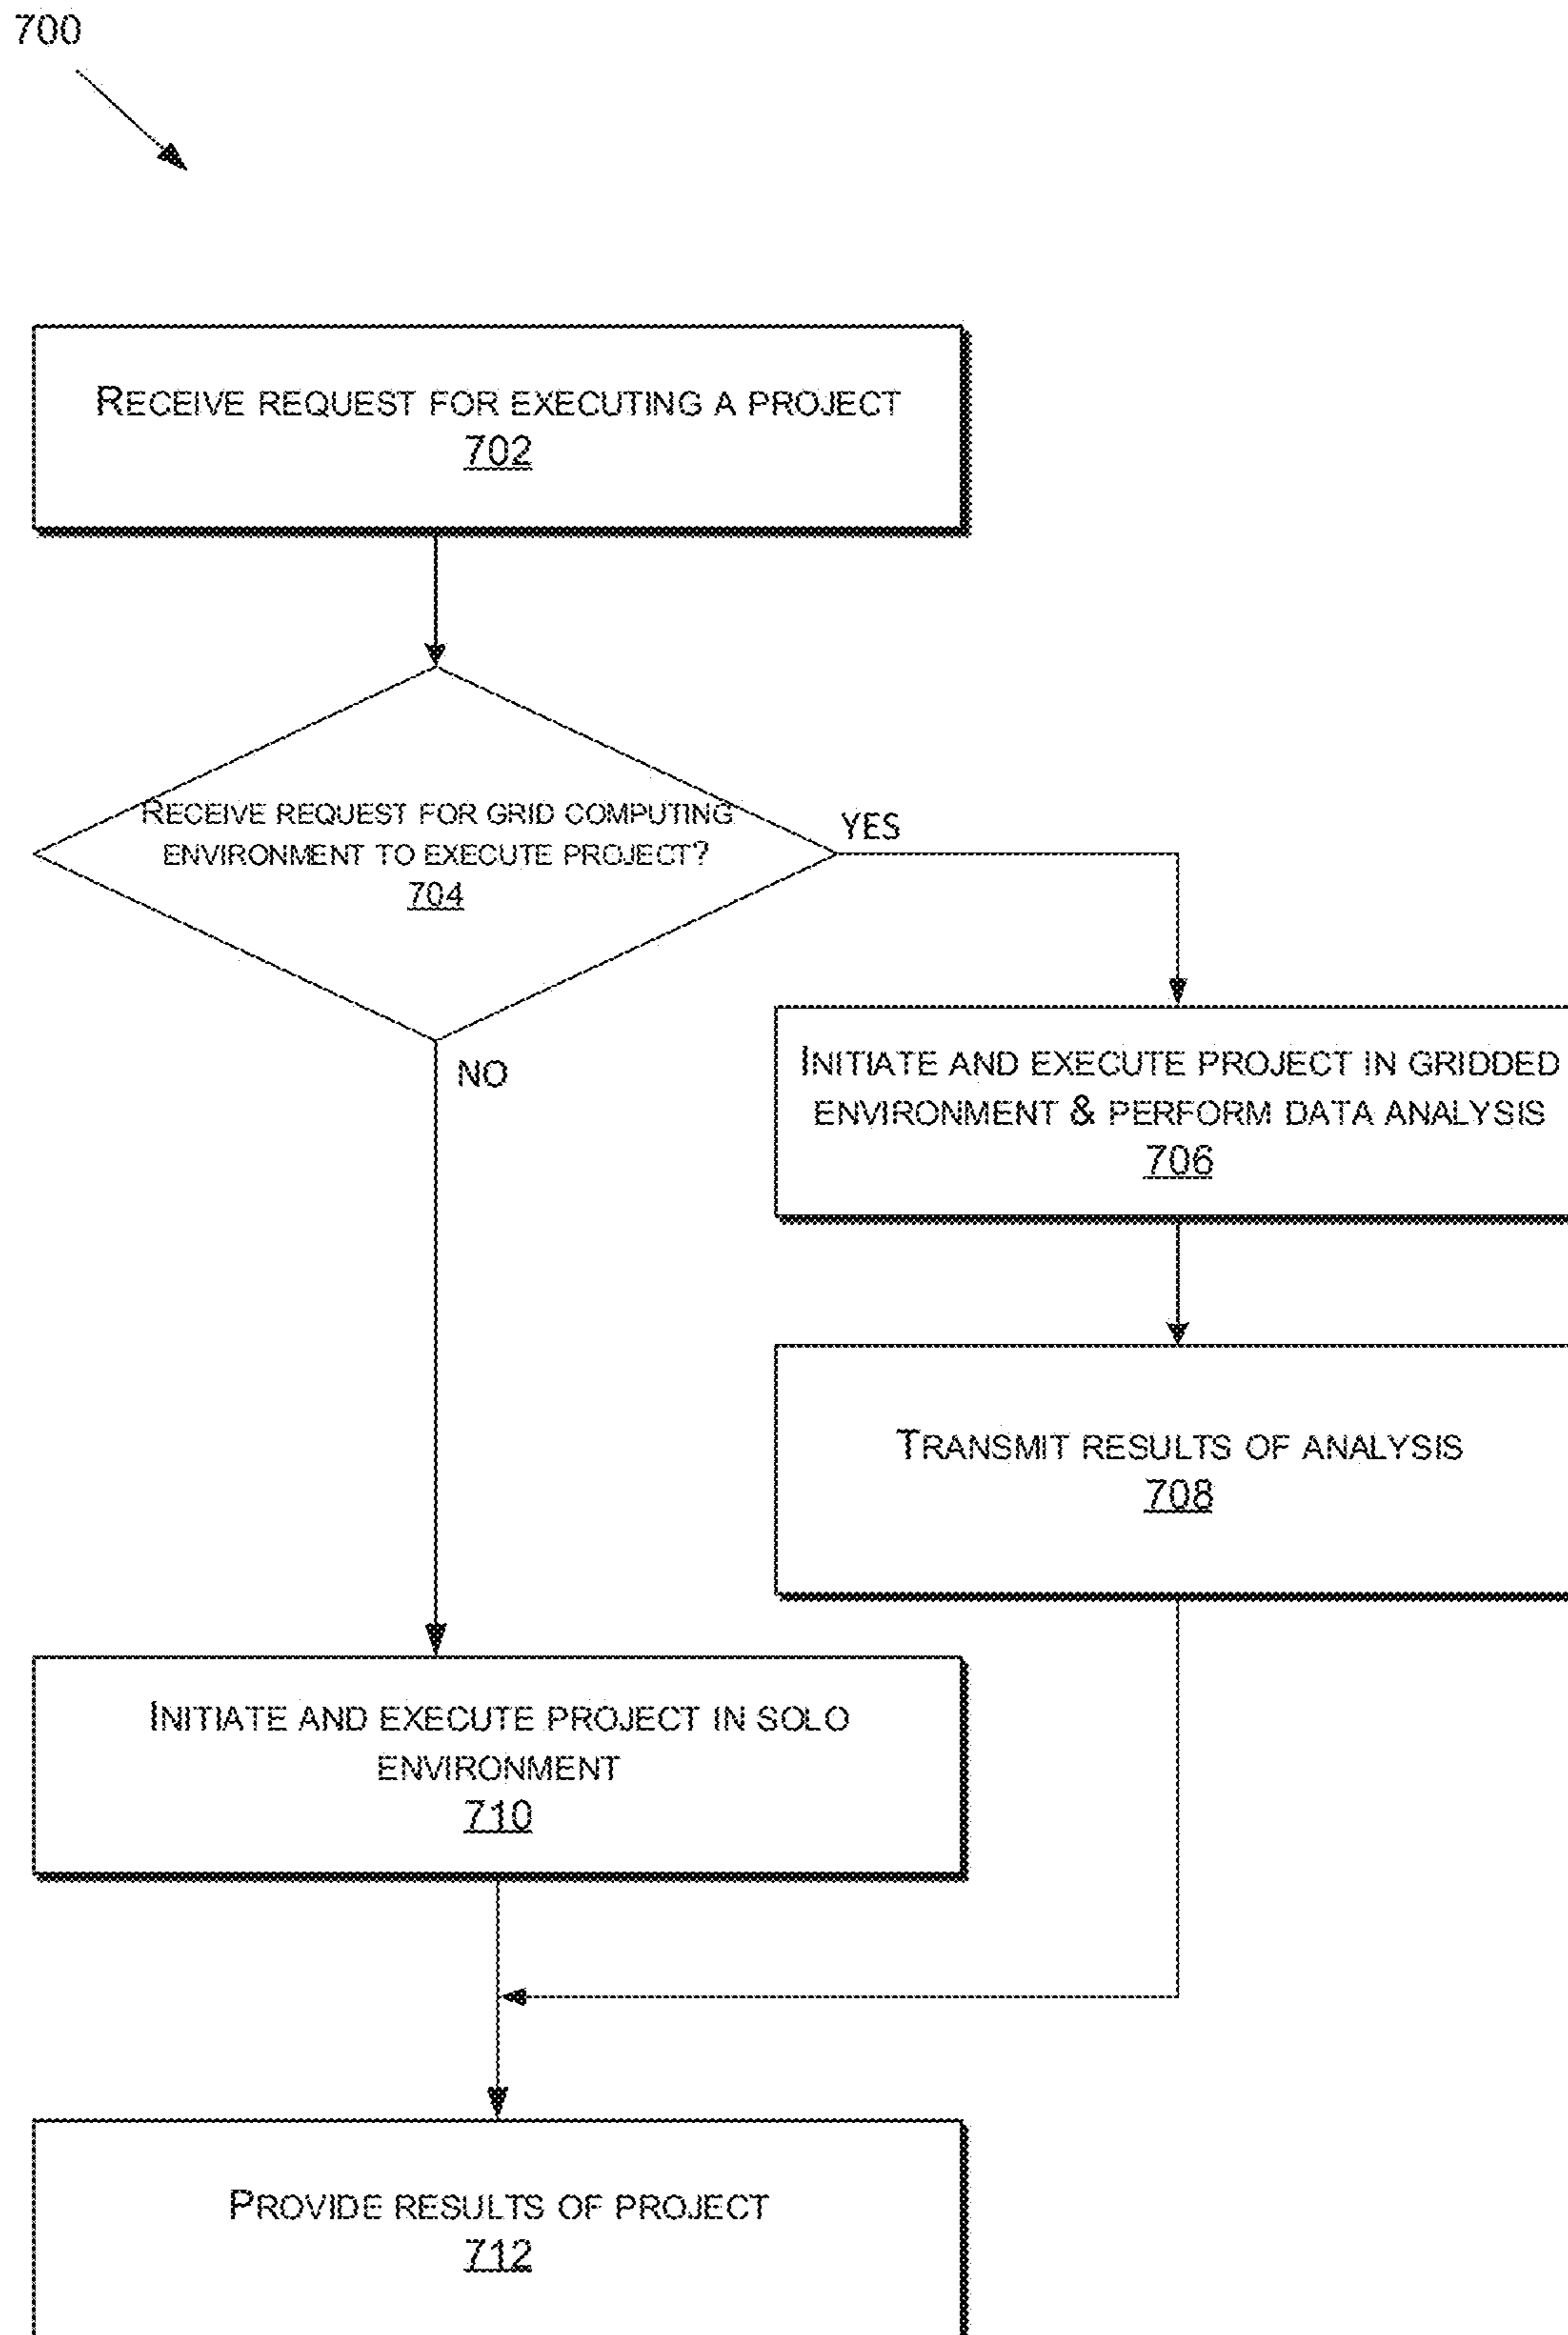 700
RECEIVE REQUEST FOR EXECUTING A PROJECT
702
RECEIVE REQUEST FOR GRID COMPUTING
ENVIRONMENT TO EXECUTE PROJECT?
704
YES
NO
INITIATE AND EXECUTE PROJECT IN GRIDDED
ENVIRONMENT & PERFORM DATA ANALYSIS
706
TRANSMIT RESULTS OF ANALYSIS
708
INITIATE AND EXECUTE PROJECT IN SOLO
ENVIRONMENT
710
PROVIDE RESULTS OF PROJECT
712